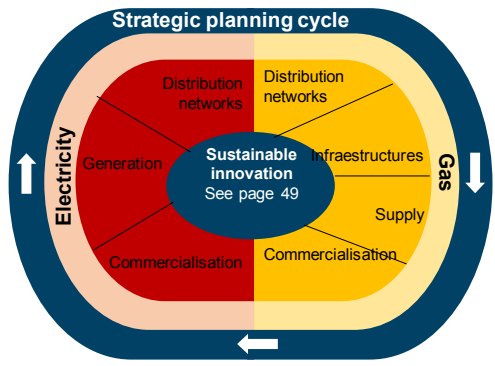 Strategic planning cycle
Electricity
Distribution
networks
Generation
Commercialisation
Sustainable
innovation
See page 49
Distribution
networks
Infraestructures
Supply
Commercialisation
Gas